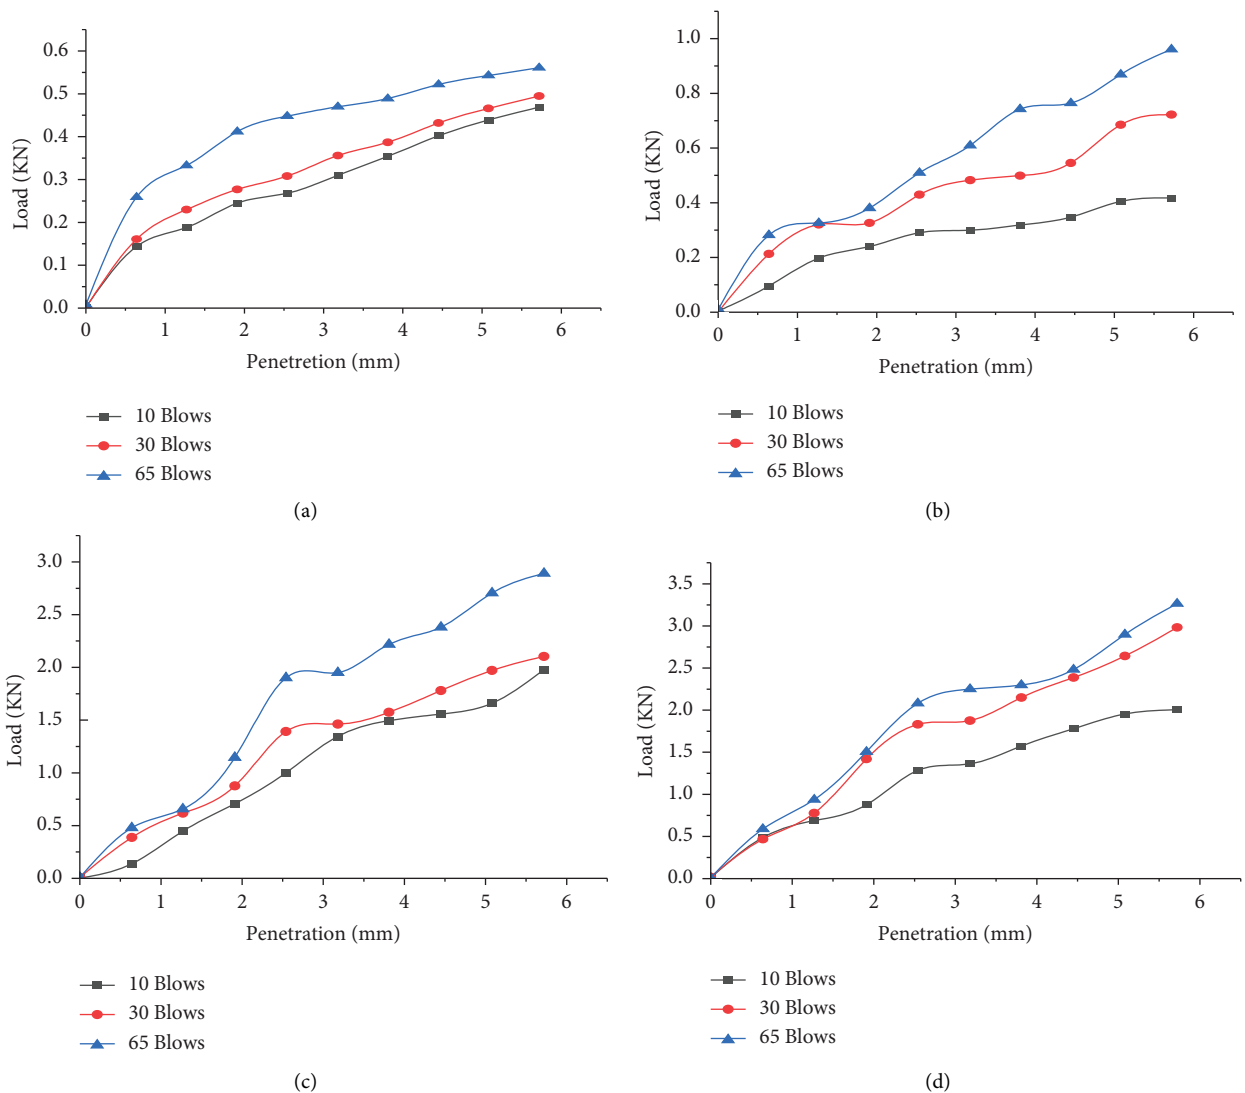 0.6
0.5
0.4
0.3
0.2
0.1
0.0
Load (KN)
0 1 2 3 4 5 6
Penetretion (mm)
10 Blows
30 Blows
65 Blows
(a)
1.0
0.8
0.6
0.4
0.2
0.0
Load (KN)
0 1 2 3 4 5 6
Penetration (mm)
10 Blows
30 Blows
65 Blows
(b)
3.0
2.5
2.0
1.5
1.0
0.5
0.0
Load (KN)
0 1 2 3 4 5 6
Penetration (mm)
10 Blows
30 Blows
65 Blows
(c)
3.5
3.0
2.5
2.0
1.5
1.0
0.5
0.0
Load (KN)
0 1 2 3 4 5 6
Penetration (mm)
10 Blows
30 Blows
65 Blows
(d)